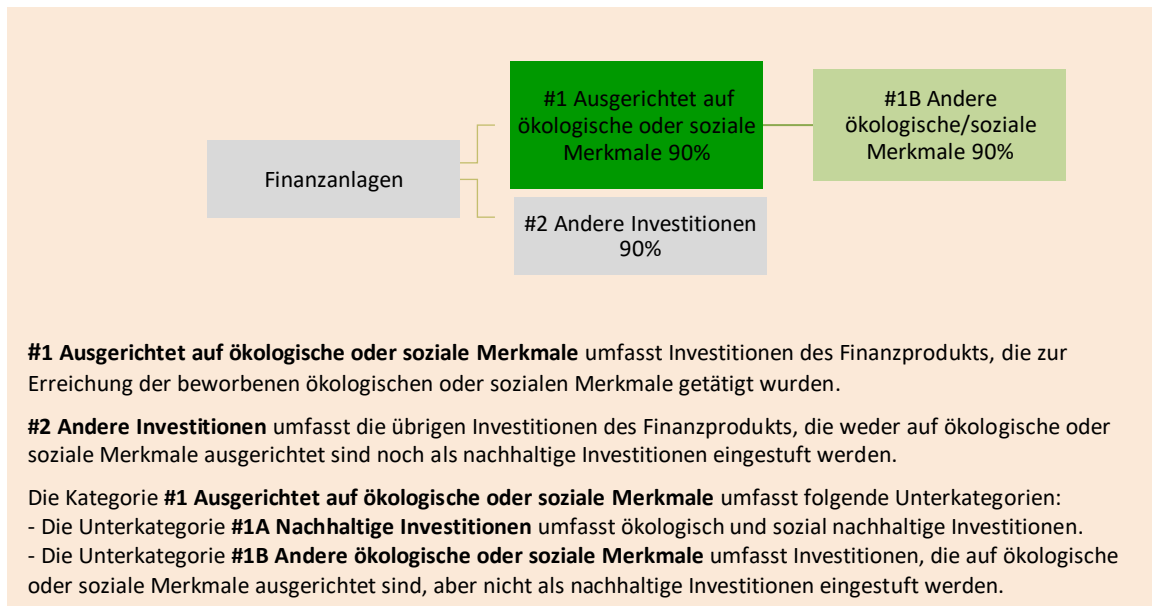 #1 Ausgerichtet auf
ökologische oder soziale
Merkmale 90%
#1B Andere
ökologische/soziale
Merkmale 90%
Finanzanlagen
#2 Andere Investitionen
90%
#1 Ausgerichtet auf ökologische oder soziale Merkmale umfasst Investitionen des Finanzprodukts, die zur
Erreichung der beworbenen ökologischen oder sozialen Merkmale getätigt wurden.
#2 Andere Investitionen umfasst die übrigen Investitionen des Finanzprodukts, die weder auf ökologische oder
soziale Merkmale ausgerichtet sind noch als nachhaltige Investitionen eingestuft werden.
Die Kategorie #1 Ausgerichtet auf ökologische oder soziale Merkmale umfasst folgende Unterkategorien:
- Die Unterkategorie #1A Nachhaltige Investitionen umfasst ökologisch und sozial nachhaltige Investitionen.
- Die Unterkategorie #1B Andere ökologische oder soziale Merkmale umfasst Investitionen, die auf ökologische
oder soziale Merkmale ausgerichtet sind, aber nicht als nachhaltige Investitionen eingestuft werden.